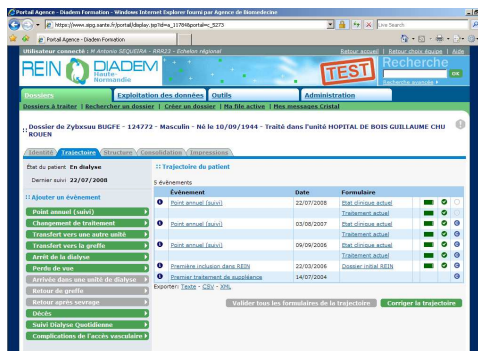 Portail Agence - Diadem Formation - Windows Internet Explorer fourni par Agence de Biomedecine
https://www.sipg.sante.fr/portail/display.jsp?id=a_11784&portal=c_5273
Live Search
Portail Agence - Diadem Formation
Utilisateur connecté : M Antonio SEQUEIRA - RRR23 - Echelon régional
Retour accueil | Retour choix équipe | Aide
REIN DIADEM
Haute-Normandie
TEST
Recherche
OK
Recherche avancée
Dossiers
Exploitation des données
Outils
Administration
Dossiers à traiter | Rechercher un dossier | Créer un dossier | Ma file active | Mes messages Cristal
:: Dossier de Zybxsuu BUGFE - 124772 - Masculin - Né le 10/09/1944 - Traité dans l'unité HOPITAL DE BOIS GUILLAUME CHU ROUEN
Identité Trajectoire Structure Consolidation Impressions
État du patient En dialyse
Dernier suivi 22/07/2008
:: Ajouter un événement
Point annuel (suivi)
Changement de traitement
Transfert vers une autre unité
Transfert vers la greffe
Arrêt de la dialyse
Perdu de vue
Arrivée dans une unité de dialyse
Retour de greffe
Retour après sevrage
Décès
Suivi Dialyse Quotidienne
Complications de l'accès vasculaire
:: Trajectoire du patient
5 évènements
Événement Date Formulaire
Point annuel (suivi) 22/07/2008 Etat clinique actuel
Traitement actuel
Point annuel (suivi) 03/08/2007 Etat clinique actuel
Traitement actuel
Point annuel (suivi) 09/09/2006 Etat clinique actuel
Traitement actuel
Première inclusion dans REIN 22/03/2006 Dossier initial REIN
Premier traitement de suppléance 14/07/2004
Exporter: Texte - CSV - XML
Valider tous les formulaires de la trajectoire
Corriger la trajectoire